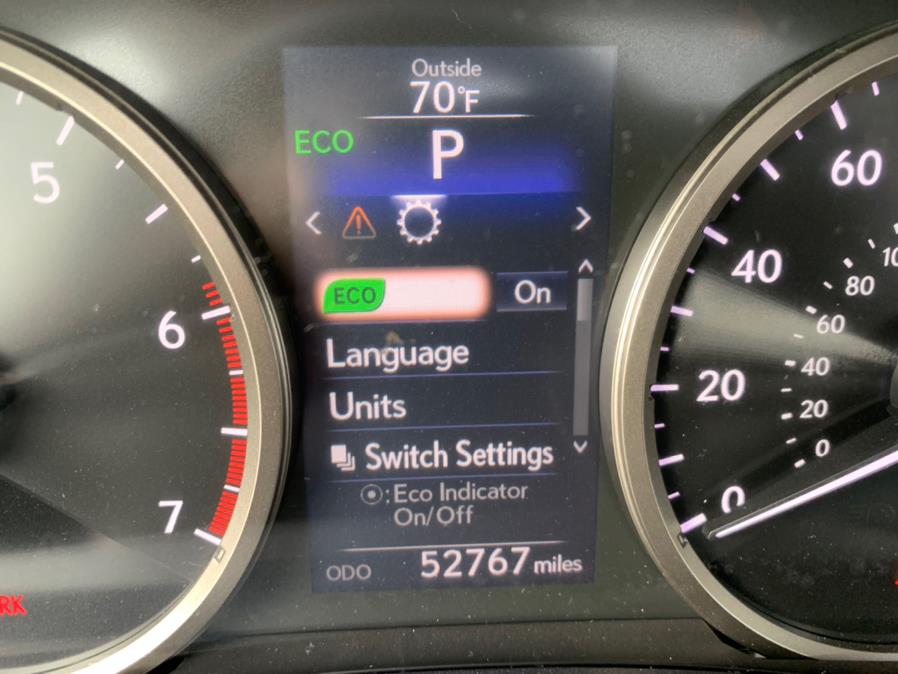 Outside
70°F
ECO
P
ECO On
Language
Units
Switch Settings
: Eco Indicator
On/Off
ODO 52767 miles
5
6
7
RK
60
40
20
0
80
60
40
20
0